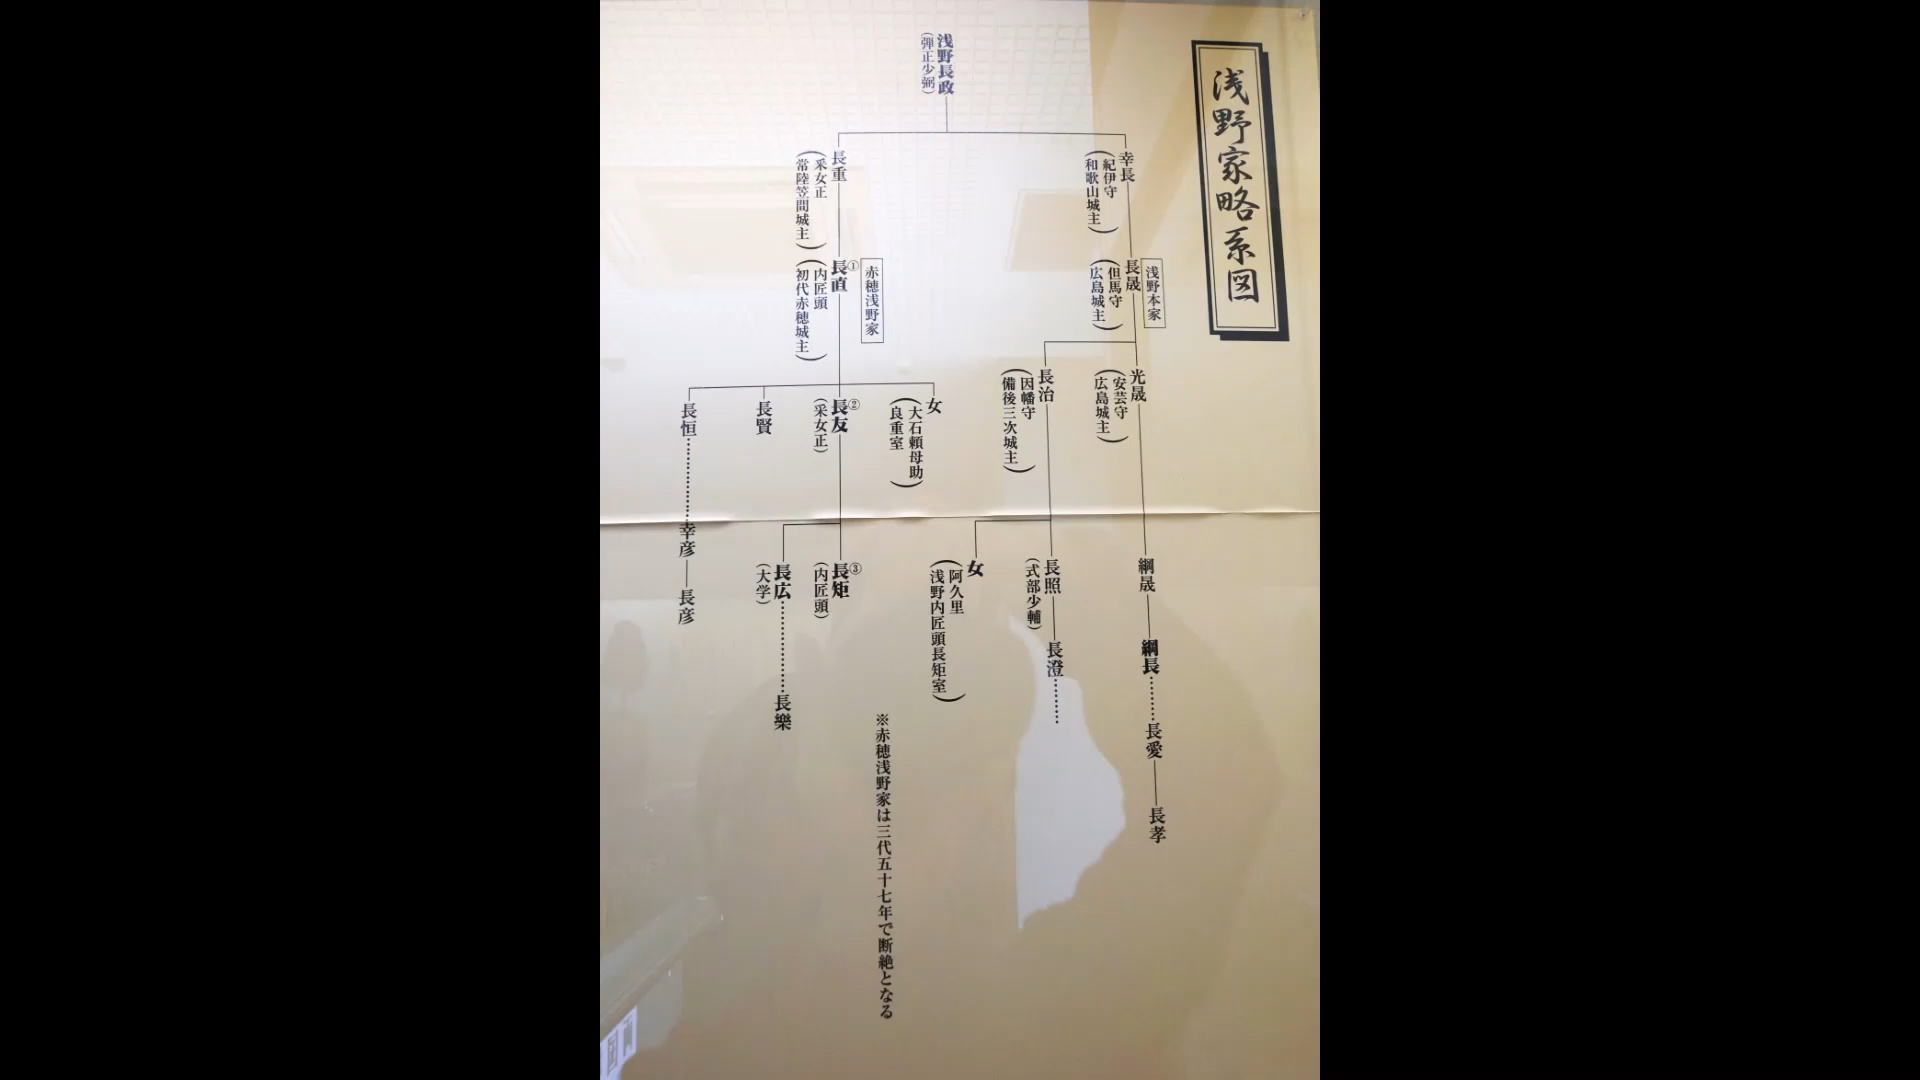 浅野家略系図
浅野長政
(弾正少弼)
幸長
(紀伊守
和歌山城主)
浅野本家
長晟
(但馬守
広島城主)
光晟
(安芸守
広島城主)
綱晟
綱長
長愛
長孝
長治
(因幡守
備後三次城主)
長照
(式部少輔)
長澄
女
(阿久里
浅野内匠頭長矩室)
長重
(采女正
常陸笠間城主)
赤穂浅野家
①
長直
(内匠頭
初代赤穂城主)
女
(大石頼母助
良重室)
②
長友
(采女正)
③
長矩
(内匠頭)
長広
(大学)
長樂
長賢
長恒
幸彦
長彦
※赤穂浅野家は三代五十七年で断絶となる